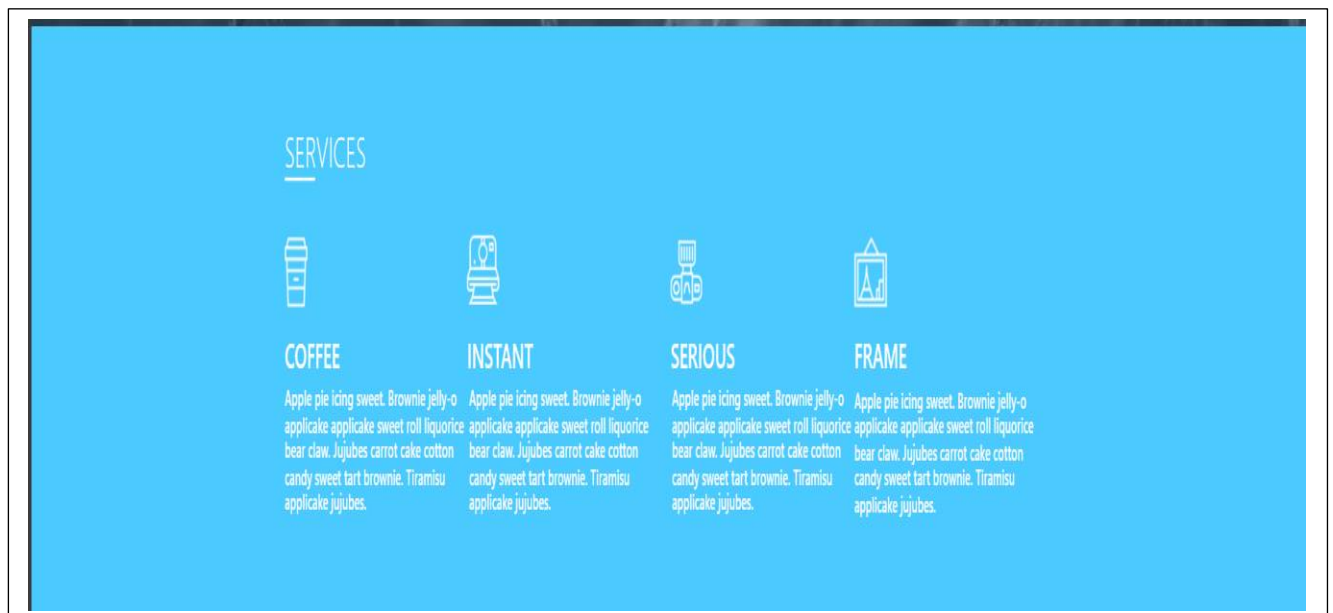 SERVICES
COFFEE
Apple pie icing sweet. Brownie jelly-o
applicake applicake sweet roll liquorice
bear claw. Jujubes carrot cake cotton
candy sweet tart brownie. Tiramisu
applicake jujubes.
INSTANT
Apple pie icing sweet. Brownie jelly-o
applicake applicake sweet roll liquorice
bear claw. Jujubes carrot cake cotton
candy sweet tart brownie. Tiramisu
applicake jujubes.
SERIOUS
Apple pie icing sweet. Brownie jelly-o
applicake applicake sweet roll liquorice
bear claw. Jujubes carrot cake cotton
candy sweet tart brownie. Tiramisu
applicake jujubes.
FRAME
Apple pie icing sweet. Brownie jelly-o
applicake applicake sweet roll liquorice
bear claw. Jujubes carrot cake cotton
candy sweet tart brownie. Tiramisu
applicake jujubes.